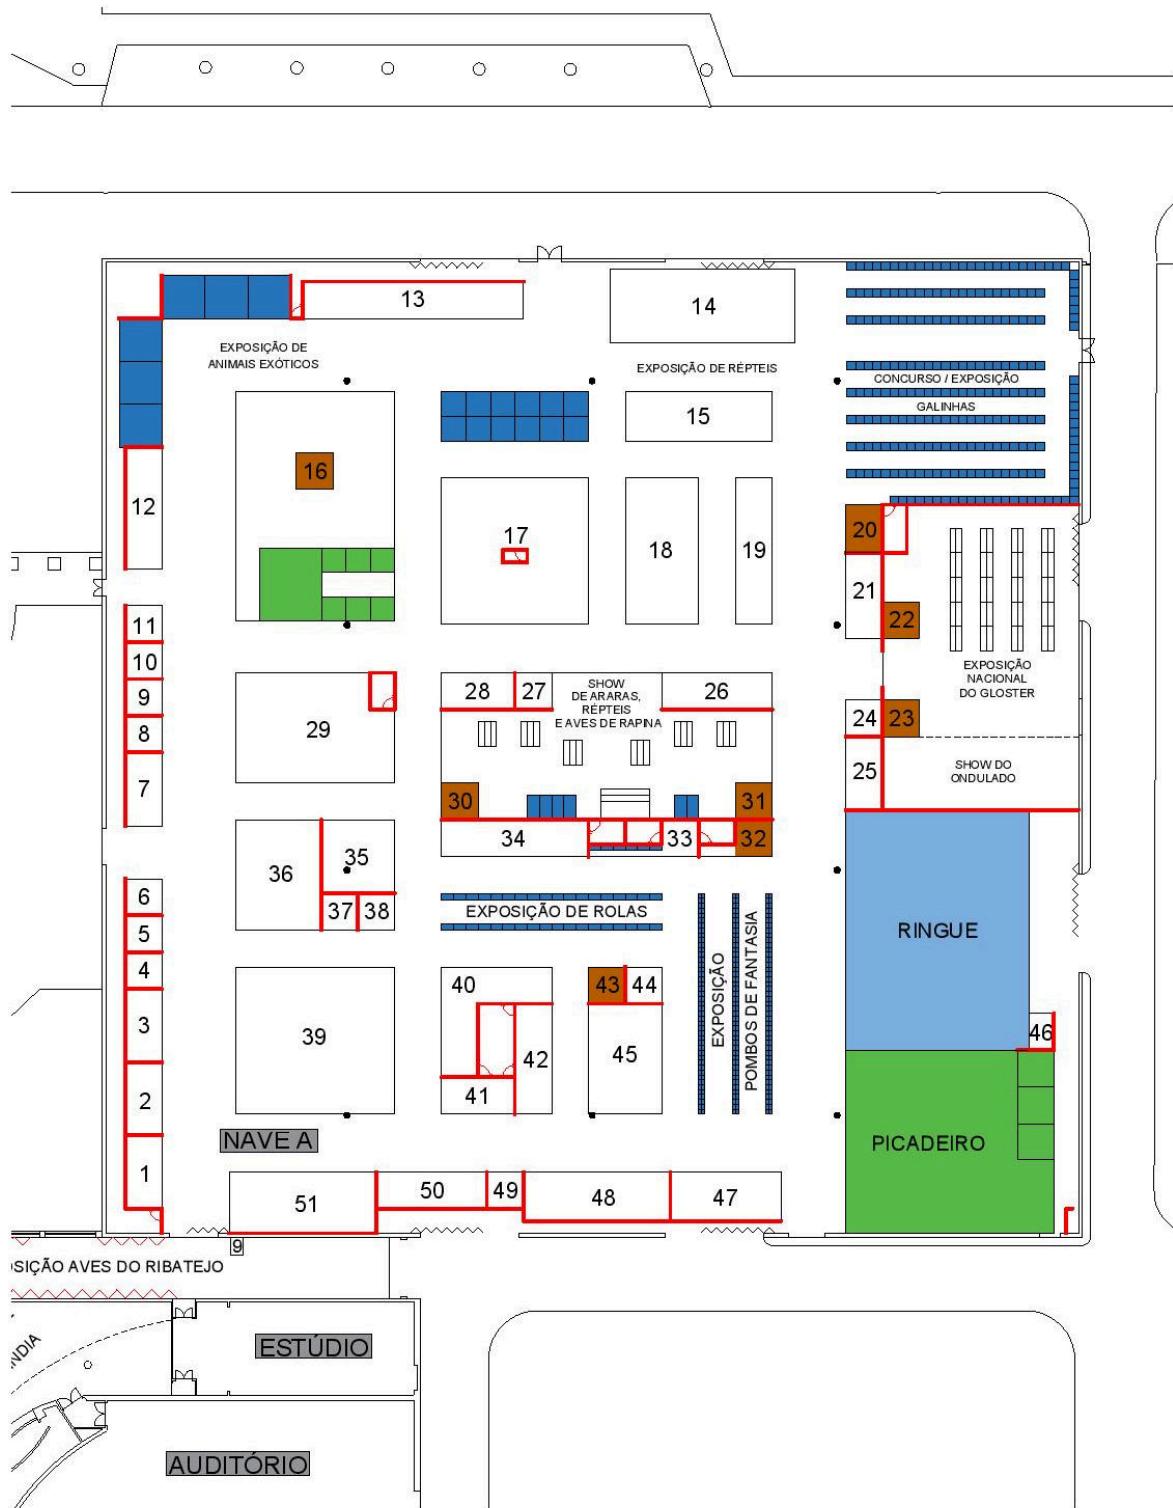 13
14
EXPOSIÇÃO DE
ANIMAIS EXÓTICOS
EXPOSIÇÃO DE RÉPTEIS
CONCURSO / EXPOSIÇÃO
GALINHAS
15
16
12
17
18
19
20
21
22
11
10
9
8
7
EXPOSIÇÃO
NACIONAL
DO GLOSTER
28
27
SHOW
DE ARARAS,
RÉPTEIS
E AVES DE RAPINA
26
24
23
29
25
SHOW DO
ONDULADO
30
31
34
33
32
36
35
37
38
6
5
4
3
2
1
EXPOSIÇÃO DE ROLAS
EXPOSIÇÃO
POMBOS DE FANTASIA
RINGUE
40
43
44
39
42
45
41
46
NAVE A
PICADEIRO
51
50
49
48
47
9
SIÇÃO AVES DO RIBATEJO
NDIA
ESTÚDIO
AUDITÓRIO